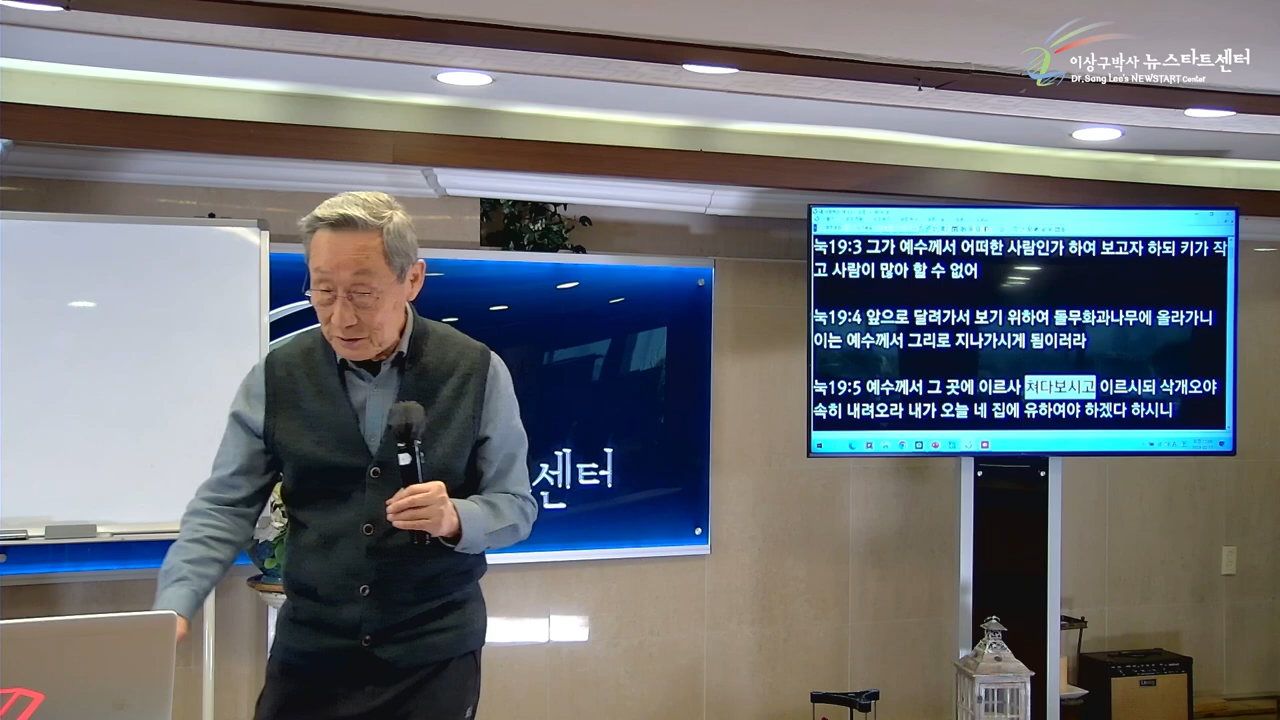 이상구박사 뉴스타트센터
Dr. Sang Lee's NEWSTART Center
눅19:3 그가 예수께서 어떠한 사람인가 하여 보고자 하되 키가 작
고 사람이 많아 할 수 없어
눅19:4 앞으로 달려가서 보기 위하여 돌무화과나무에 올라가니
이는 예수께서 그리로 지나가시게 됨이러라
눅19:5 예수께서 그 곳에 이르사 쳐다보시고 이르시되 삭개오야
속히 내려오라 내가 오늘 네 집에 유하여야 하겠다 하시니
센터